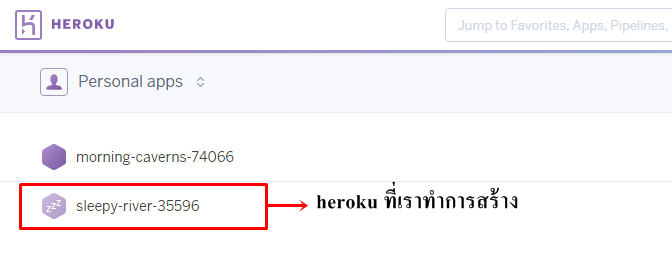 HEROKU
Jump to Favorites, Apps, Pipelines,
Personal apps
morning-caverns-74066
zzz sleepy-river-35596 heroku ที่เราทำการสร้าง